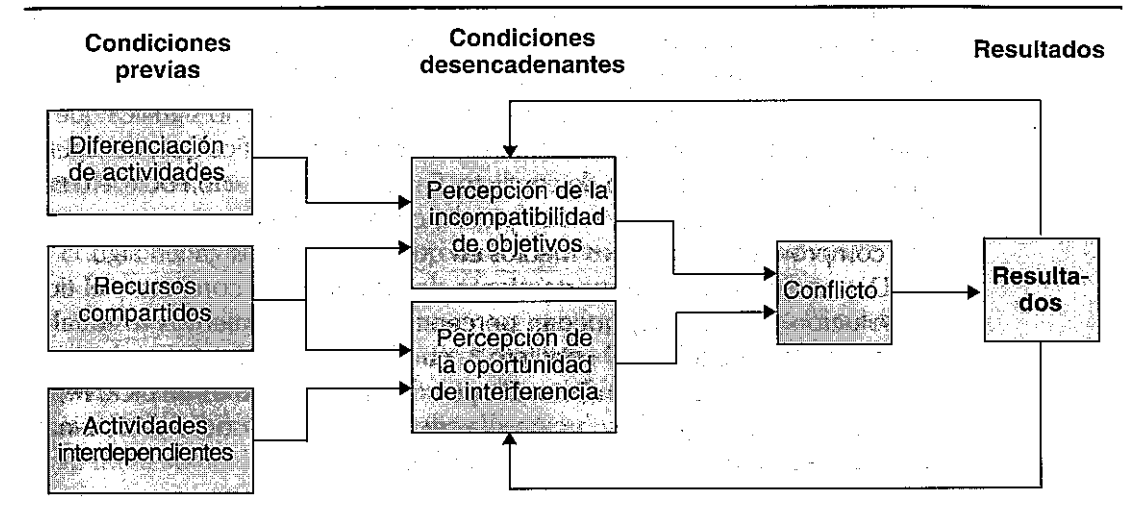 Condiciones
previas
Condiciones
desencadenantes
Resultados
Diferenciación
de actividades
Recursos
compartidos
Actividades
interdependientes
Percepción de la
incompatibilidad
de objetivos
Percepción de
la oportunidad
de interferencia
Conflicto
Resulta-
dos